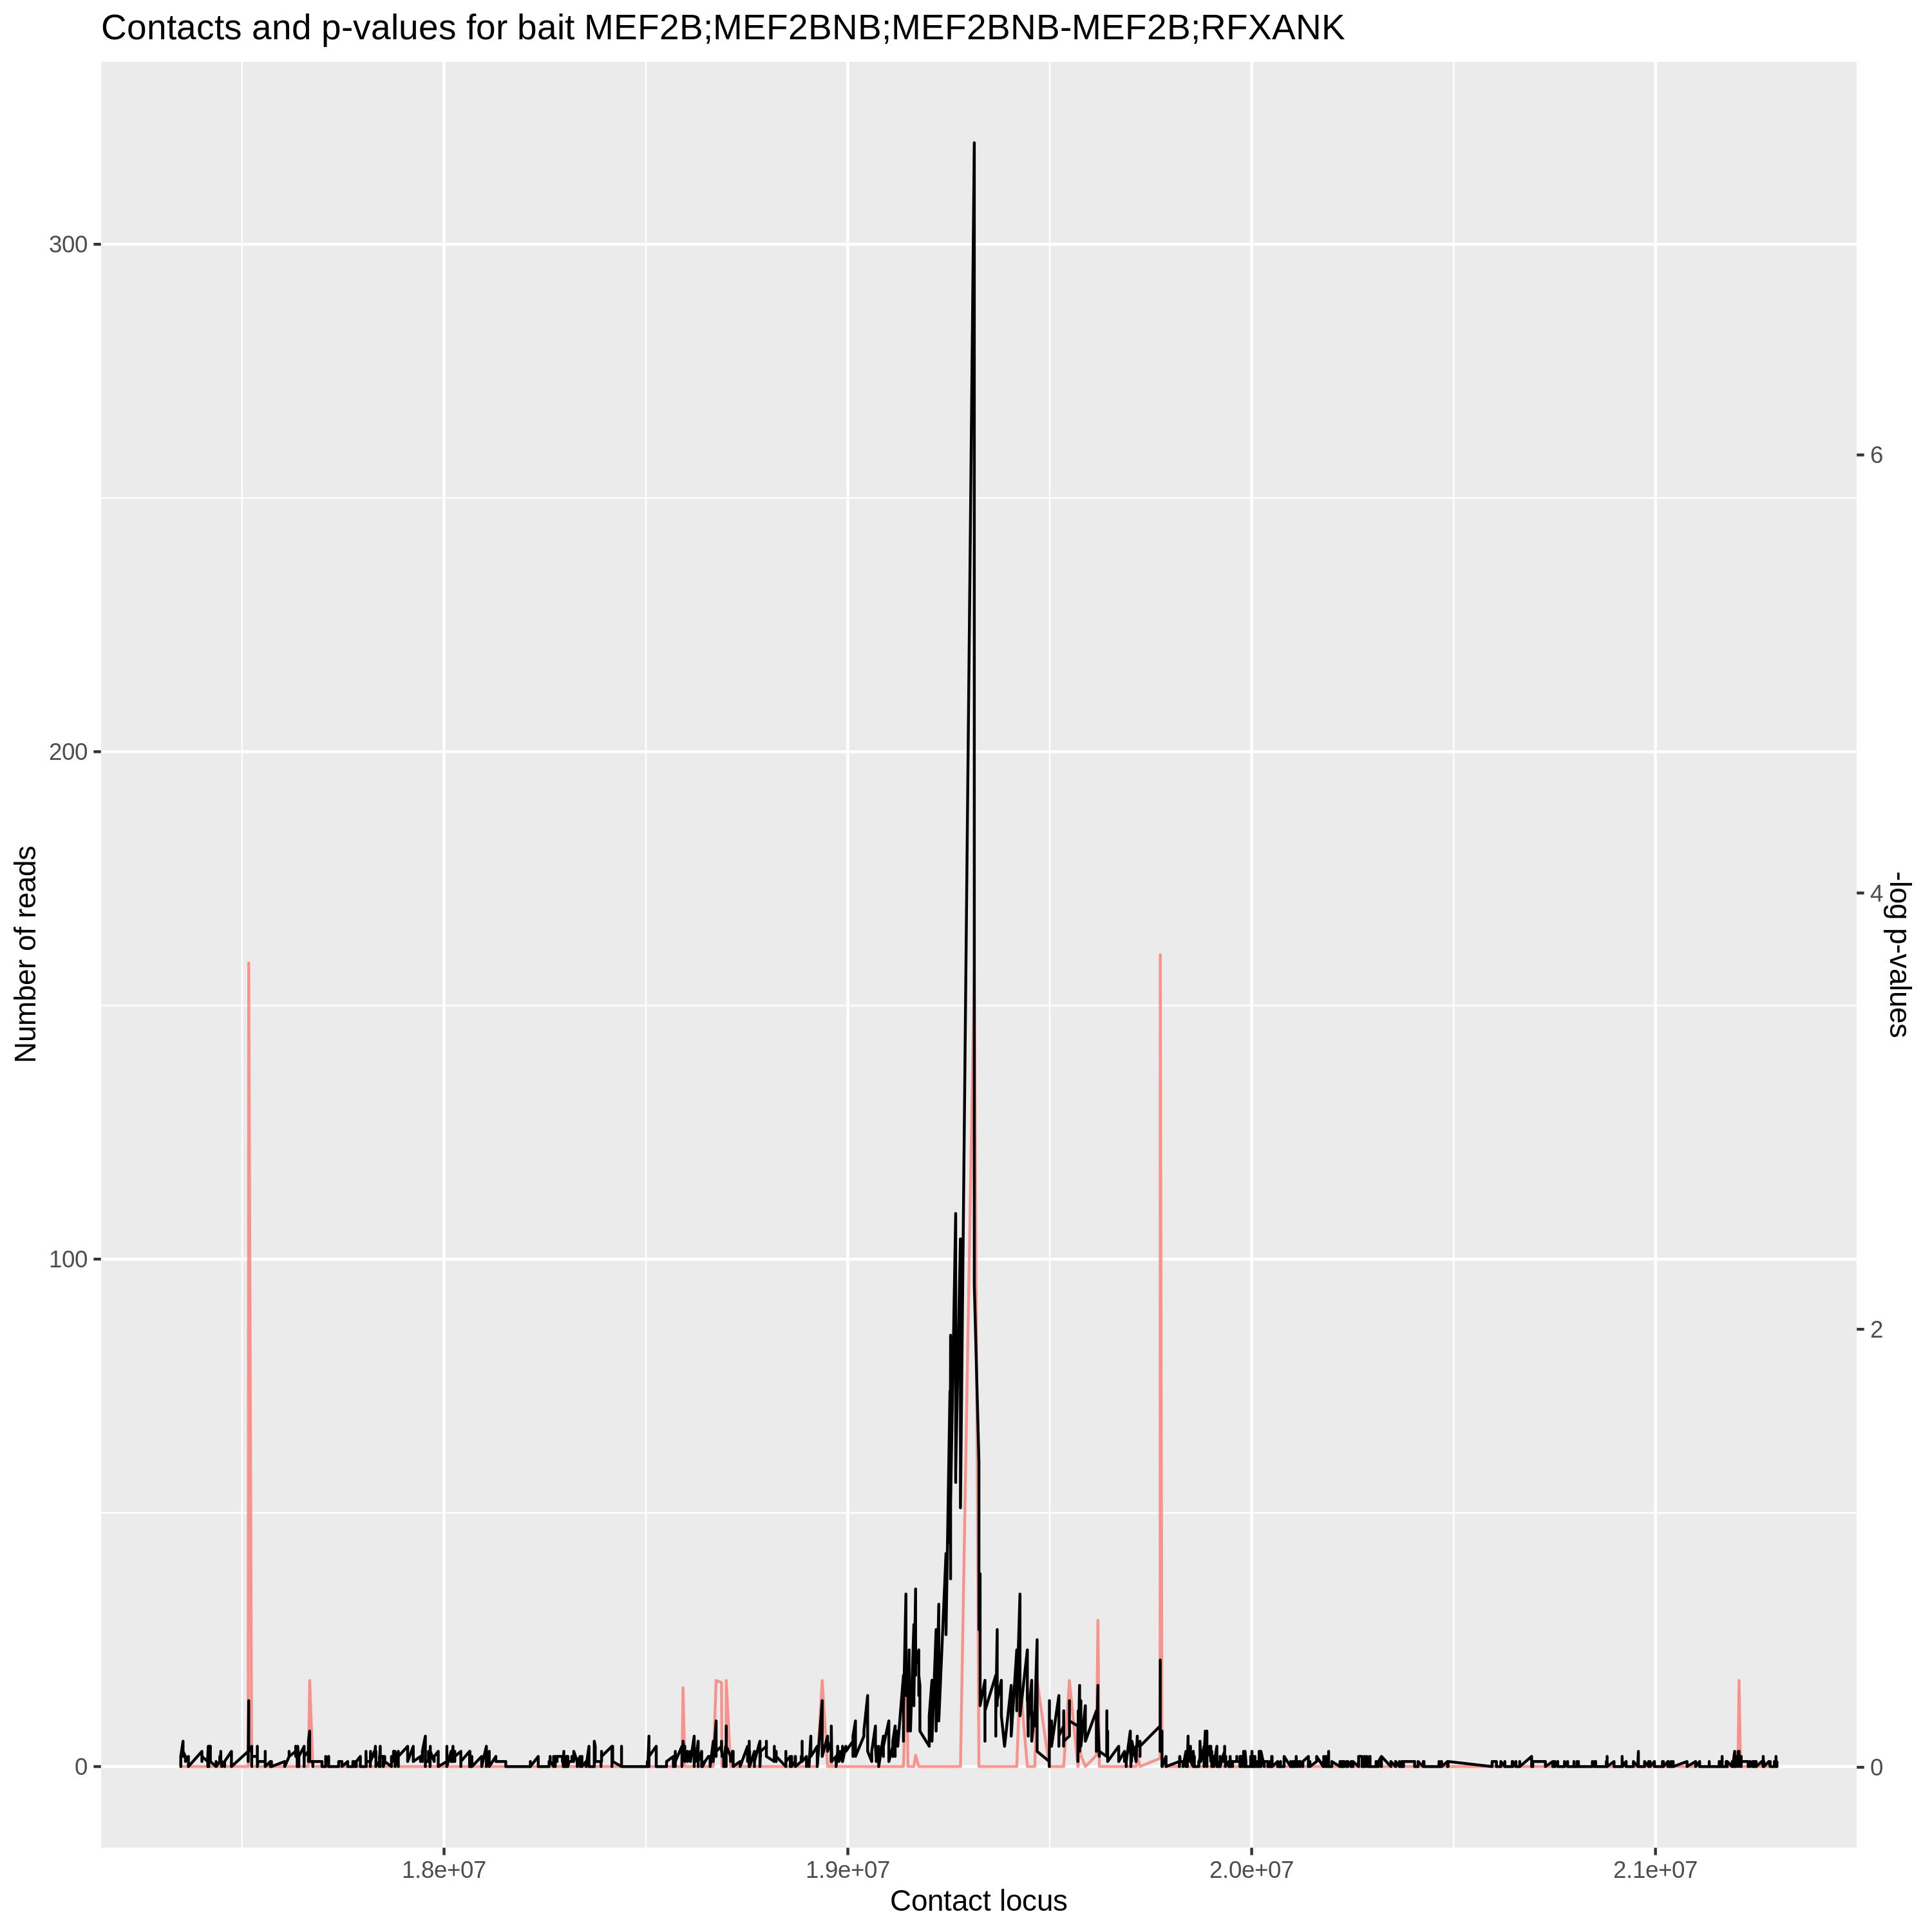 Contacts and p-values for bait MEF2B;MEF2BNB;MEF2BNB-MEF2B;RFXANK
Number of reads
300
200
100
0
6
4
2
0
-log p-values
1.8e+07 1.9e+07 2.0e+07 2.1e+07
Contact locus